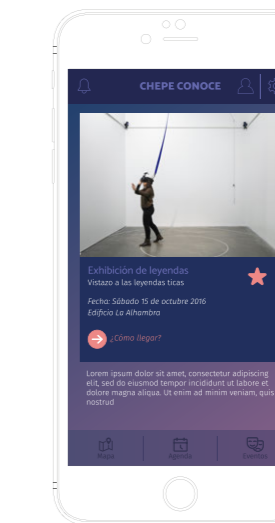 CHEPE CONOCE
Exhibición de leyendas
Vistazo a las leyendas ticas
Fecha: Sábado 15 de octubre 2016
Edificio La Alhambra
¿Cómo llegar?
Lorem ipsum dolor sit amet, consectetur adipiscing
elit, sed do eiusmod tempor incididunt ut labore et
dolore magna aliqua. Ut enim ad minim veniam, quis
nostrud
Mapa
Agenda
Eventos